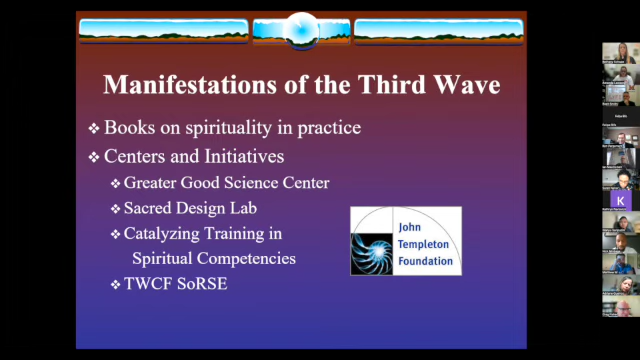 Manifestations of the Third Wave
Books on spirituality in practice
Centers and Initiatives
Greater Good Science Center
Sacred Design Lab
Catalyzing Training in
Spiritual Competencies
TWCF SoRSE
John
Templeton
Foundation
K